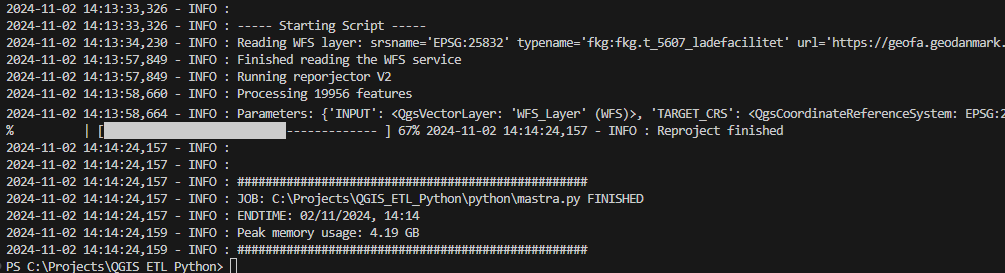 2024-11-02 14:13:33,326 - INFO :
2024-11-02 14:13:33,326 - INFO : ----- Starting Script -----
2024-11-02 14:13:34,230 - INFO : Reading WFS layer: srsname='EPSG:25832' typename='fkg:fkg.t_5607_ladefacilitet' url='https://geofa.geodanmark.
2024-11-02 14:13:57,849 - INFO : Finished reading the WFS service
2024-11-02 14:13:57,849 - INFO : Running reporjector V2
2024-11-02 14:13:58,660 - INFO : Processing 19956 features
2024-11-02 14:13:58,664 - INFO : Parameters: {'INPUT': <QgsVectorLayer: 'WFS_Layer' (WFS)>, 'TARGET_CRS': <QgsCoordinateReferenceSystem: EPSG:2
% | [------------- ] 67% 2024-11-02 14:14:24,157 - INFO : Reproject finished
2024-11-02 14:14:24,157 - INFO :
2024-11-02 14:14:24,157 - INFO :
2024-11-02 14:14:24,157 - INFO : ##################################################
2024-11-02 14:14:24,157 - INFO : JOB: C:\Projects\QGIS_ETL_Python\python\mastra.py FINISHED
2024-11-02 14:14:24,157 - INFO : ENDTIME: 02/11/2024, 14:14
2024-11-02 14:14:24,159 - INFO : Peak memory usage: 4.19 GB
2024-11-02 14:14:24,159 - INFO : ##################################################
PS C:\Projects\QGIS_ETL_Python>